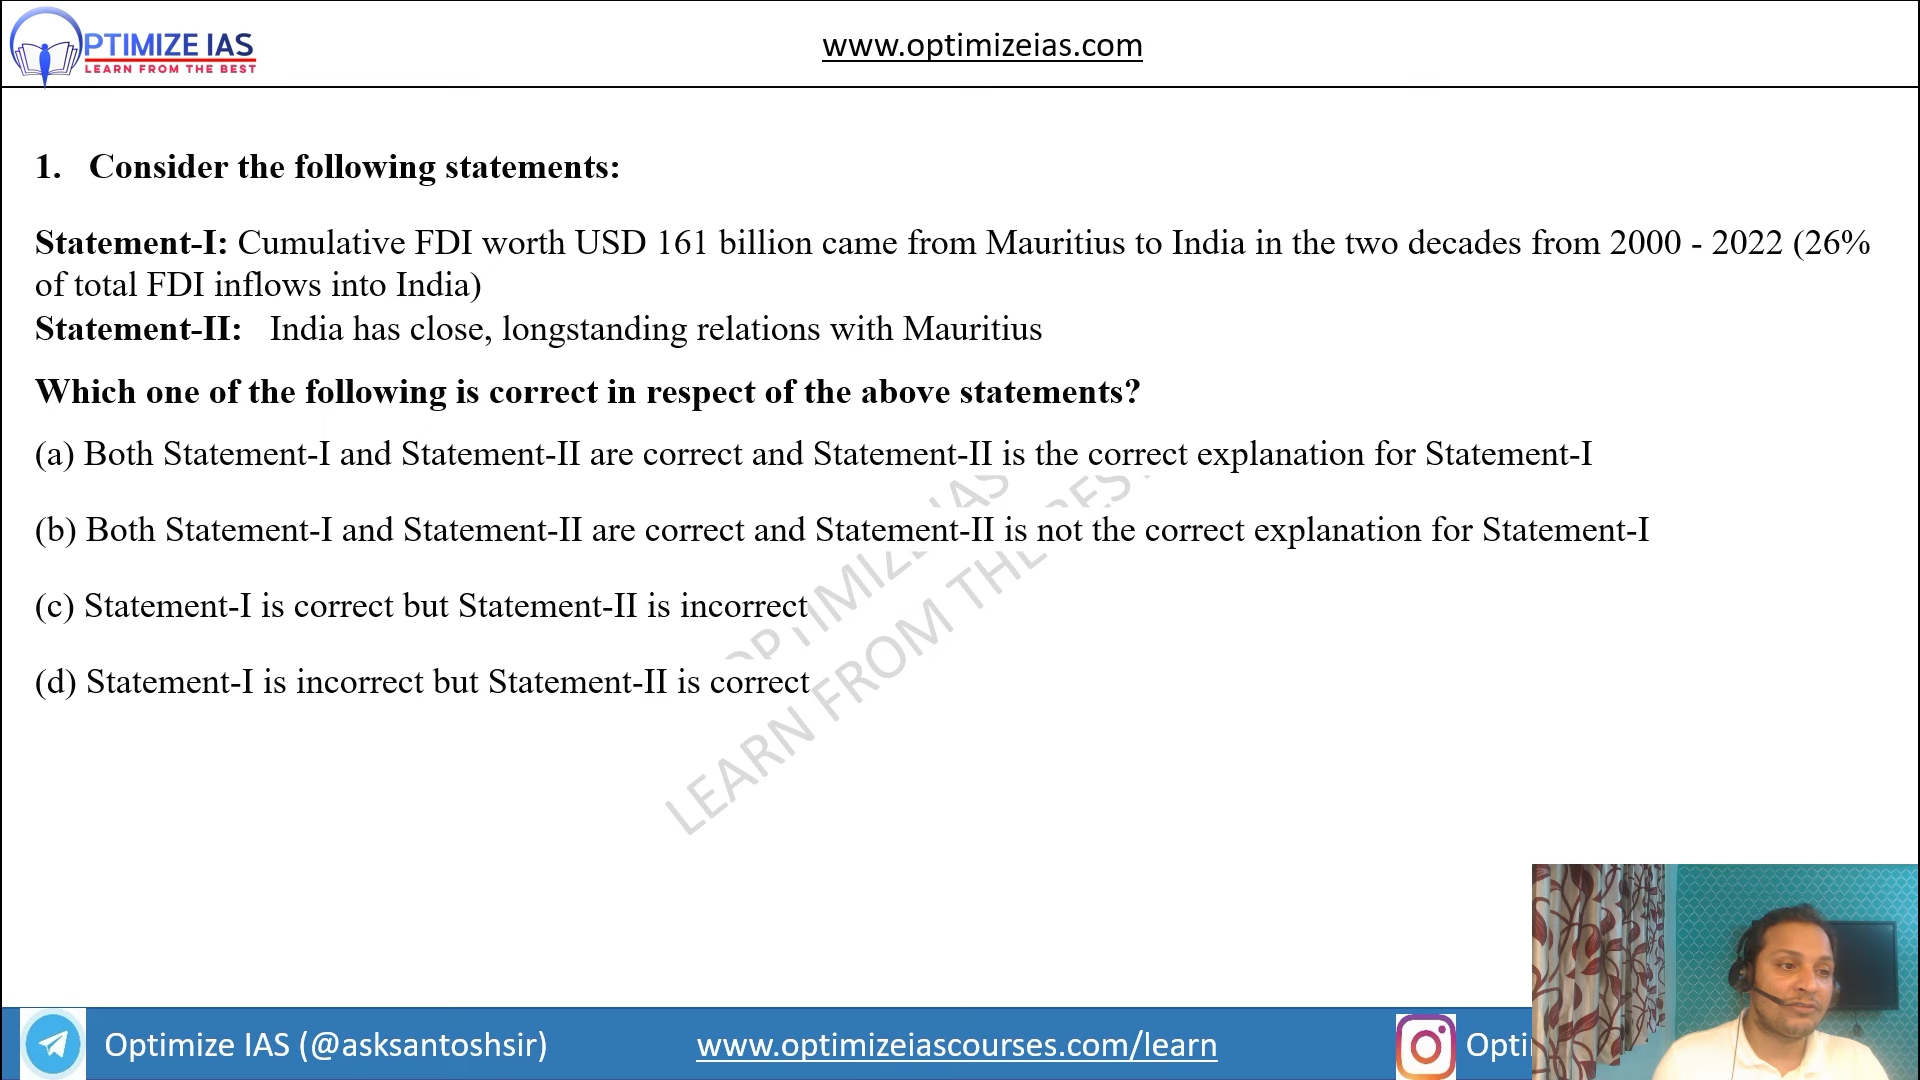 PTIMIZE IAS
LEARN FROM THE BEST
www.optimizeias.com
1. Consider the following statements:
Statement-I: Cumulative FDI worth USD 161 billion came from Mauritius to India in the two decades from 2000 - 2022 (26%
of total FDI inflows into India)
Statement-II: India has close, longstanding relations with Mauritius
Which one of the following is correct in respect of the above statements?
(a) Both Statement-I and Statement-II are correct and Statement-II is the correct explanation for Statement-I
(b) Both Statement-I and Statement-II are correct and Statement-II is not the correct explanation for Statement-I
(c) Statement-I is correct but Statement-II is incorrect
(d) Statement-I is incorrect but Statement-II is correct
OPTIMIZE IAS
LEARN FROM THE BEST
Optimize IAS (@asksantoshsir)
www.optimizeiascourses.com/learn
Opti